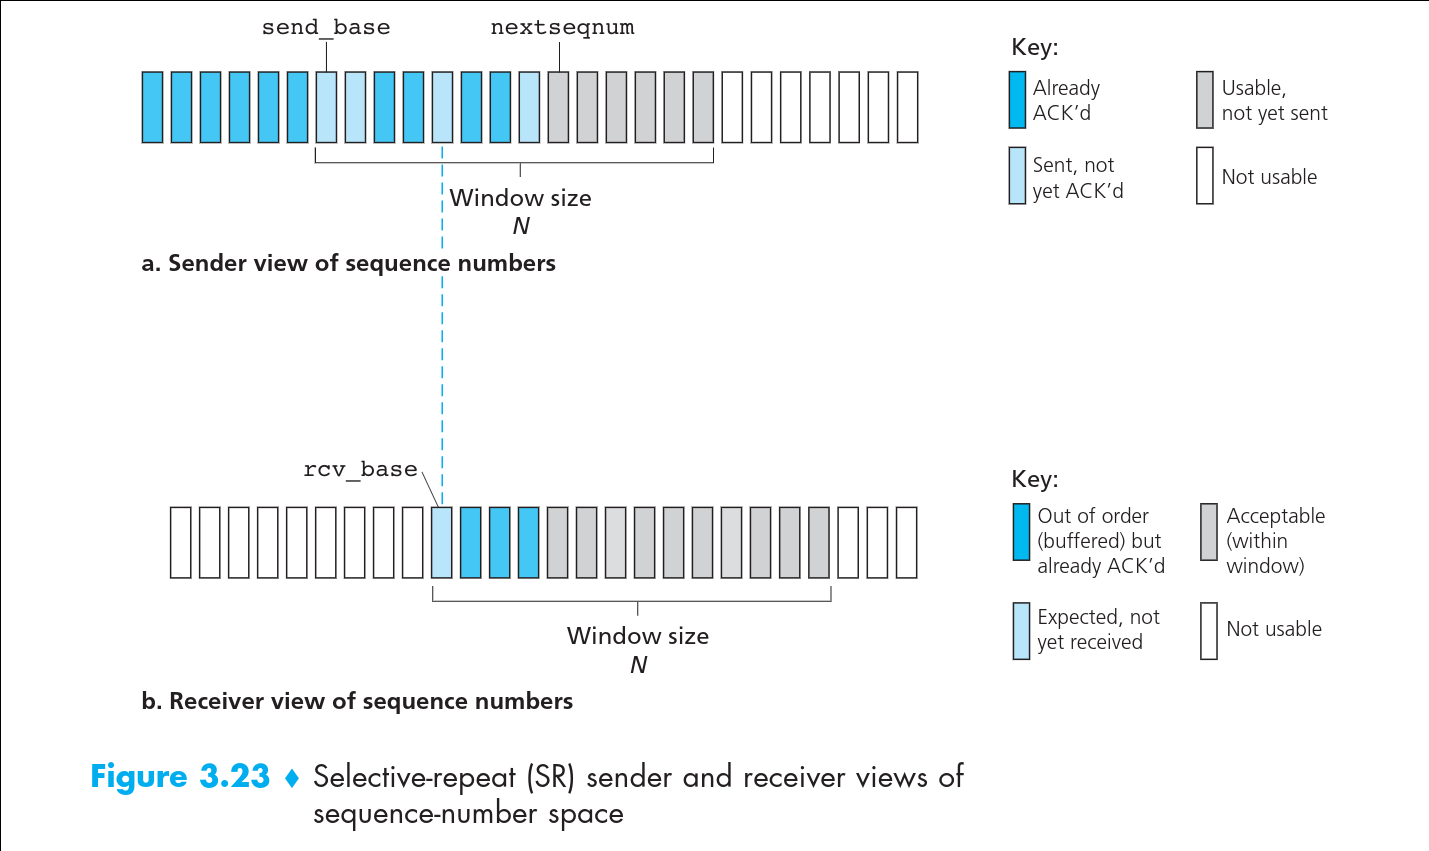 send_base
nextseqnum
Key:
Already
ACK’d
Usable,
not yet sent
Sent, not
yet ACK’d
Not usable
Window size
N
a. Sender view of sequence numbers
rcv_base
Key:
Out of order
(buffered) but
already ACK’d
Acceptable
(within
window)
Expected, not
yet received
Not usable
Window size
N
b. Receiver view of sequence numbers
Figure 3.23 ♦ Selective-repeat (SR) sender and receiver views of
sequence-number space